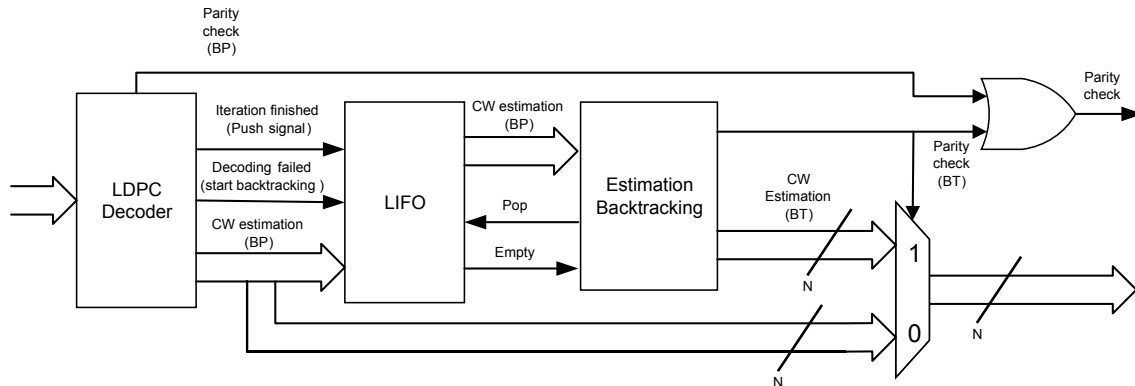 Parity
check
(BP)
Iteration finished
(Push signal)
CW estimation
(BP)
Parity
check
Decoding failed
(start backtracking )
LDPC
Decoder
LIFO
Estimation
Backtracking
Parity
check
(BT)
CW
Estimation
(BT)
Pop
CW estimation
(BP)
Empty
1
N
0
N
N